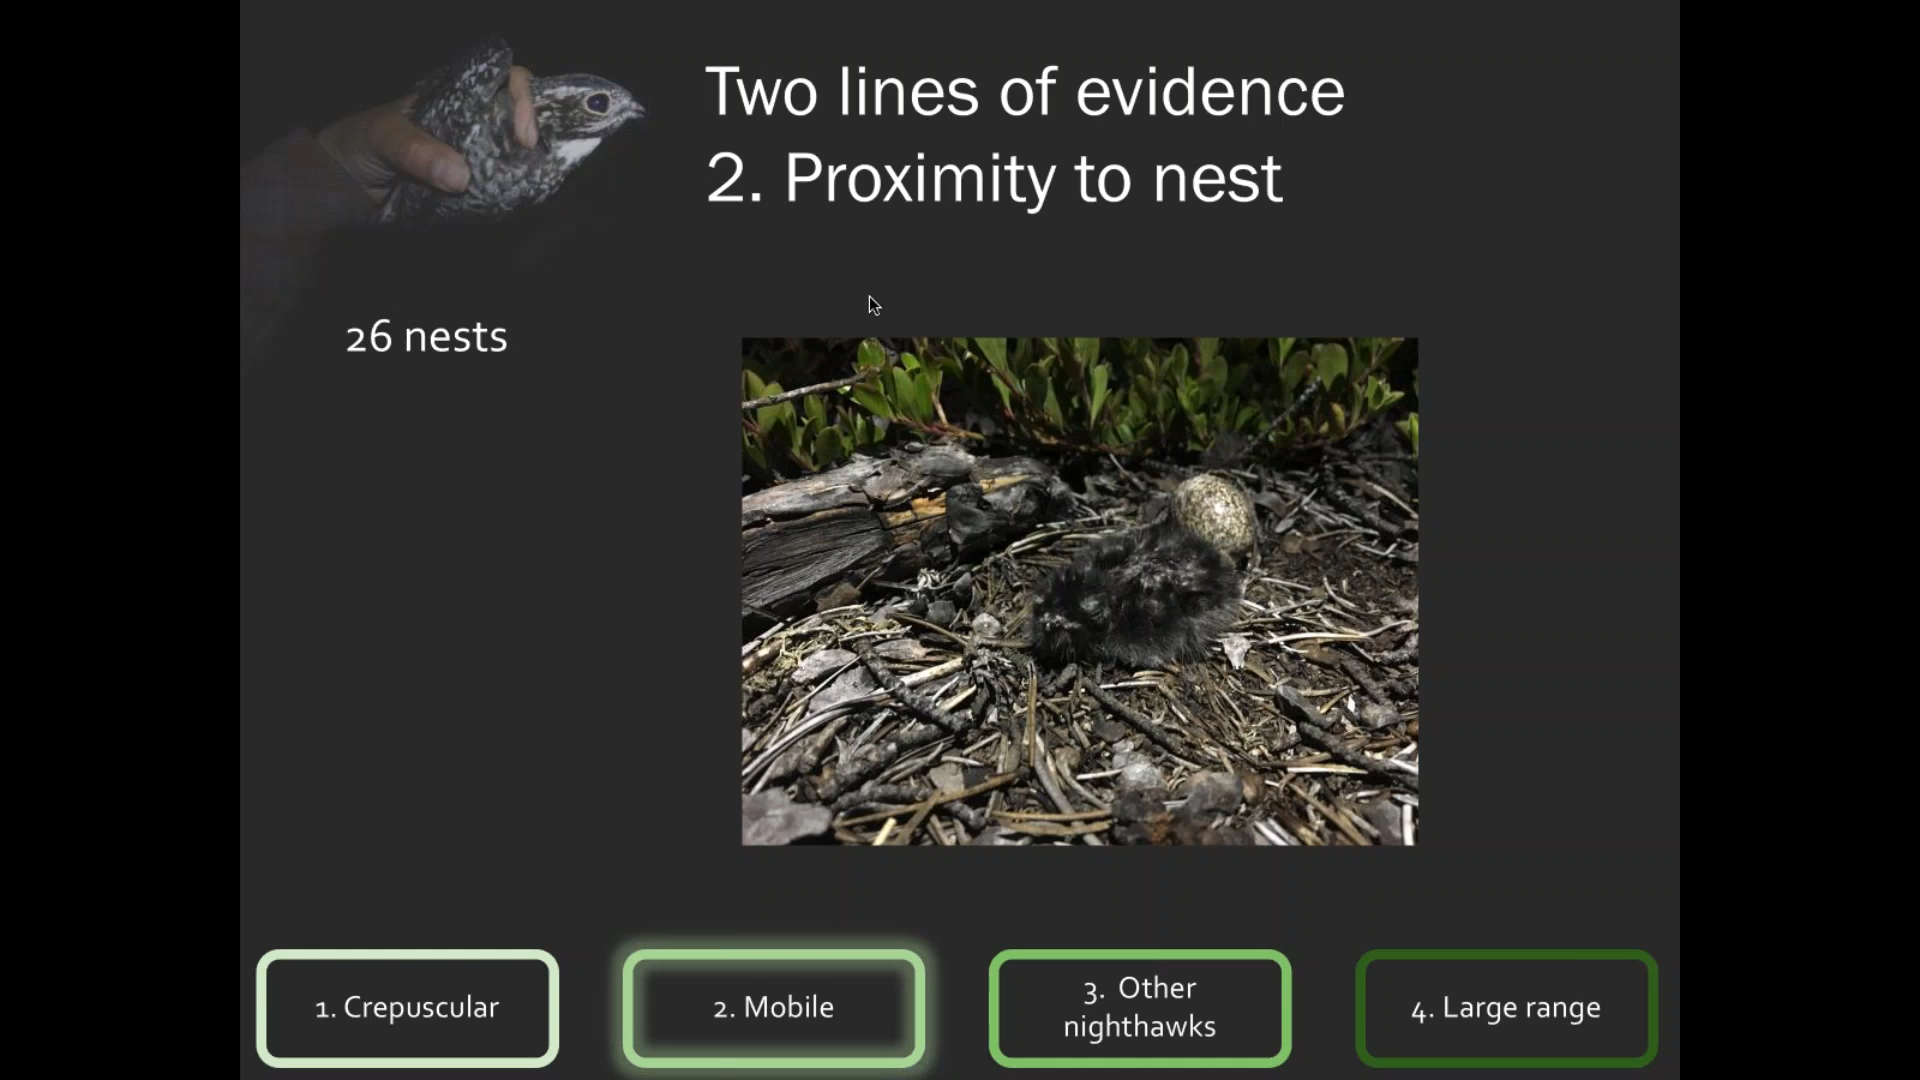 Two lines of evidence
2. Proximity to nest
26 nests
1. Crepuscular
2. Mobile
3. Other
nighthawks
4. Large range